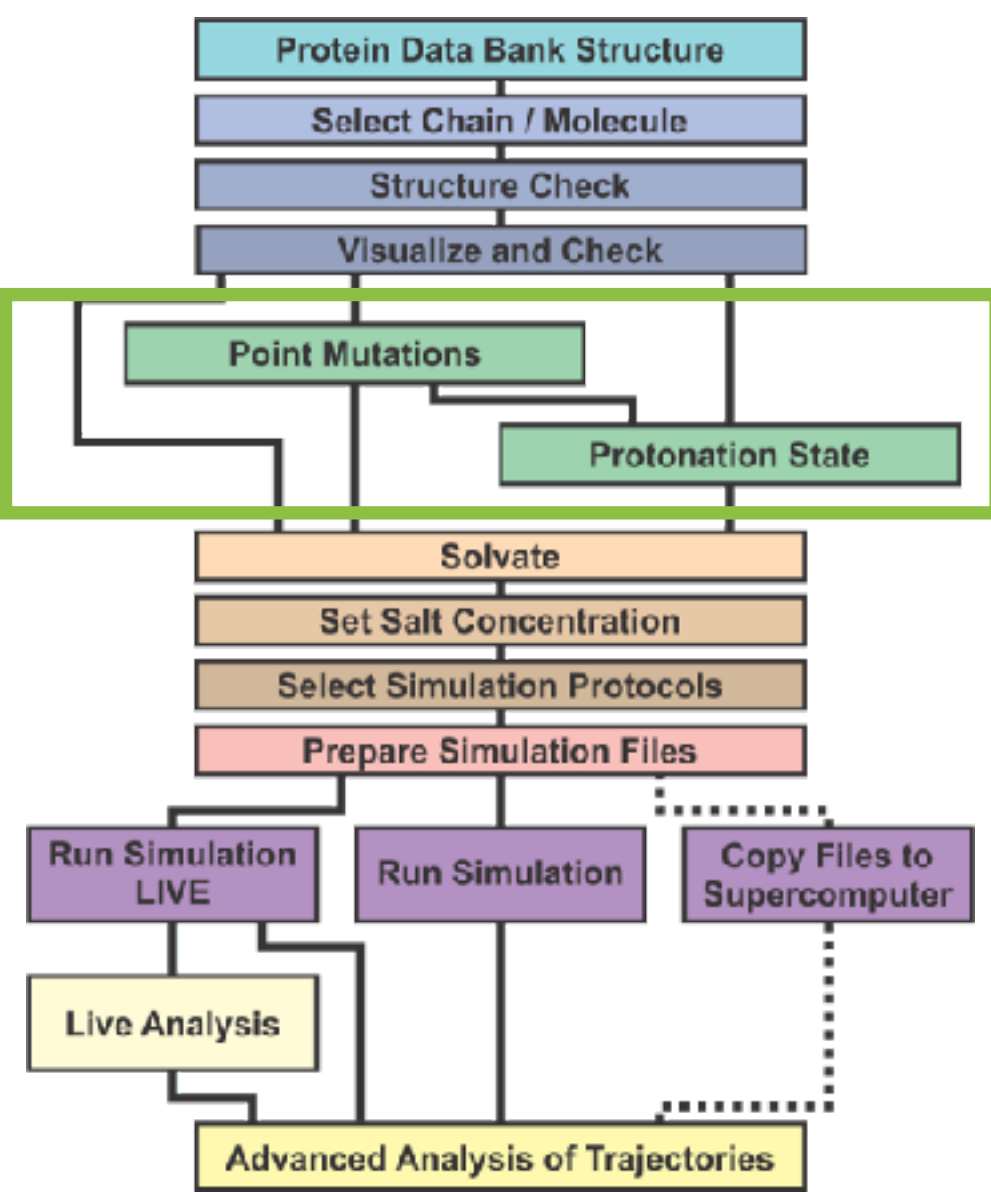 Protein Data Bank Structure
Select Chain / Molecule
Structure Check
Visualize and Check
Point Mutations
Protonation State
Solvate
Set Salt Concentration
Select Simulation Protocols
Prepare Simulation Files
Run Simulation
LIVE
Run Simulation
Copy Files to
Supercomputer
Live Analysis
Advanced Analysis of Trajectories